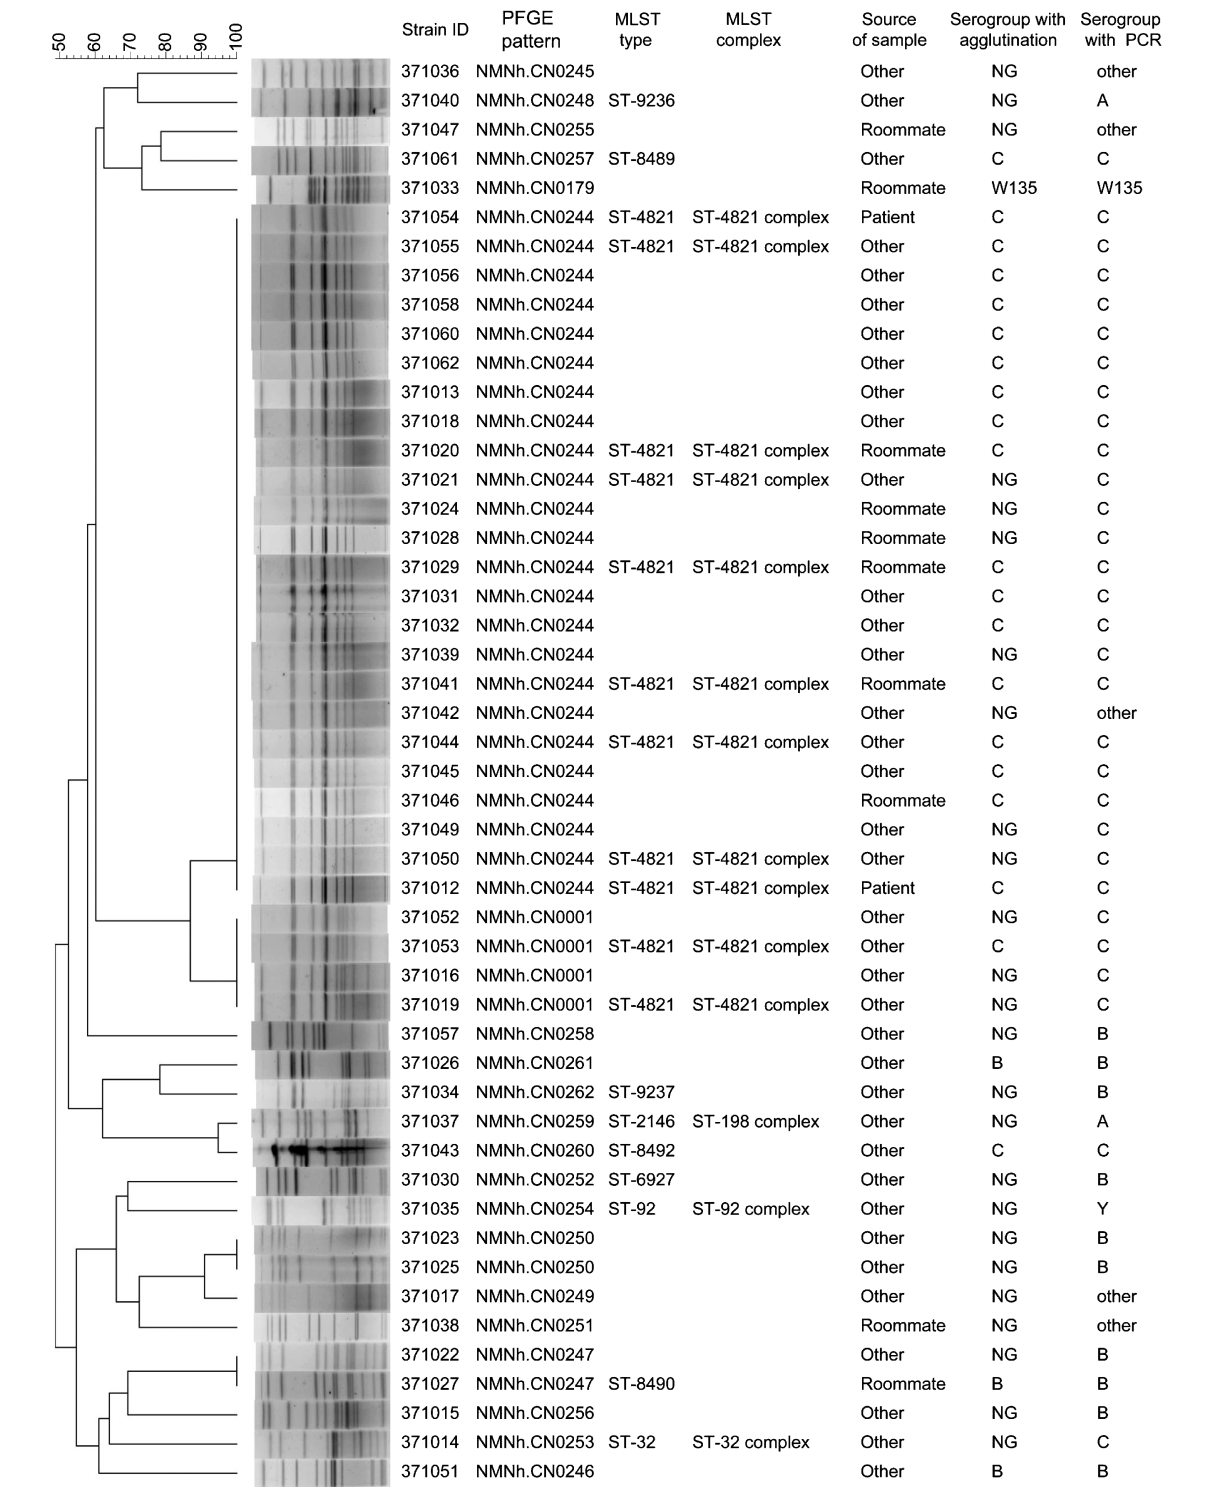 50 60 70 80 90 100
Strain ID PFGE pattern MLST type MLST complex Source of sample Serogroup with agglutination Serogroup with PCR
371036 NMNh.CN0245 Other NG other
371040 NMNh.CN0248 ST-9236 Other NG A
371047 NMNh.CN0255 Roommate NG other
371061 NMNh.CN0257 ST-8489 Other C C
371033 NMNh.CN0179 Roommate W135 W135
371054 NMNh.CN0244 ST-4821 ST-4821 complex Patient C C
371055 NMNh.CN0244 ST-4821 ST-4821 complex Other C C
371056 NMNh.CN0244 Other C C
371058 NMNh.CN0244 Other C C
371060 NMNh.CN0244 Other C C
371062 NMNh.CN0244 Other C C
371013 NMNh.CN0244 Other C C
371018 NMNh.CN0244 Other C C
371020 NMNh.CN0244 ST-4821 ST-4821 complex Roommate C C
371021 NMNh.CN0244 ST-4821 ST-4821 complex Other NG C
371024 NMNh.CN0244 Roommate NG C
371028 NMNh.CN0244 Roommate NG C
371029 NMNh.CN0244 ST-4821 ST-4821 complex Roommate C C
371031 NMNh.CN0244 Other C C
371032 NMNh.CN0244 Other C C
371039 NMNh.CN0244 Other NG C
371041 NMNh.CN0244 ST-4821 ST-4821 complex Roommate C C
371042 NMNh.CN0244 Other NG other
371044 NMNh.CN0244 ST-4821 ST-4821 complex Other C C
371045 NMNh.CN0244 Other C C
371046 NMNh.CN0244 Roommate C C
371049 NMNh.CN0244 Other NG C
371050 NMNh.CN0244 ST-4821 ST-4821 complex Other NG C
371012 NMNh.CN0244 ST-4821 ST-4821 complex Patient C C
371052 NMNh.CN0001 Other NG C
371053 NMNh.CN0001 ST-4821 ST-4821 complex Other C C
371016 NMNh.CN0001 Other NG C
371019 NMNh.CN0001 ST-4821 ST-4821 complex Other NG C
371057 NMNh.CN0258 Other NG B
371026 NMNh.CN0261 Other B B
371034 NMNh.CN0262 ST-9237 Other NG B
371037 NMNh.CN0259 ST-2146 ST-198 complex Other NG A
371043 NMNh.CN0260 ST-8492 Other C C
371030 NMNh.CN0252 ST-6927 Other NG B
371035 NMNh.CN0254 ST-92 ST-92 complex Other NG Y
371023 NMNh.CN0250 Other NG B
371025 NMNh.CN0250 Other NG B
371017 NMNh.CN0249 Other NG other
371038 NMNh.CN0251 Roommate NG other
371022 NMNh.CN0247 Other NG B
371027 NMNh.CN0247 ST-8490 Roommate B B
371015 NMNh.CN0256 Other NG B
371014 NMNh.CN0253 ST-32 ST-32 complex Other NG C
371051 NMNh.CN0246 Other B B